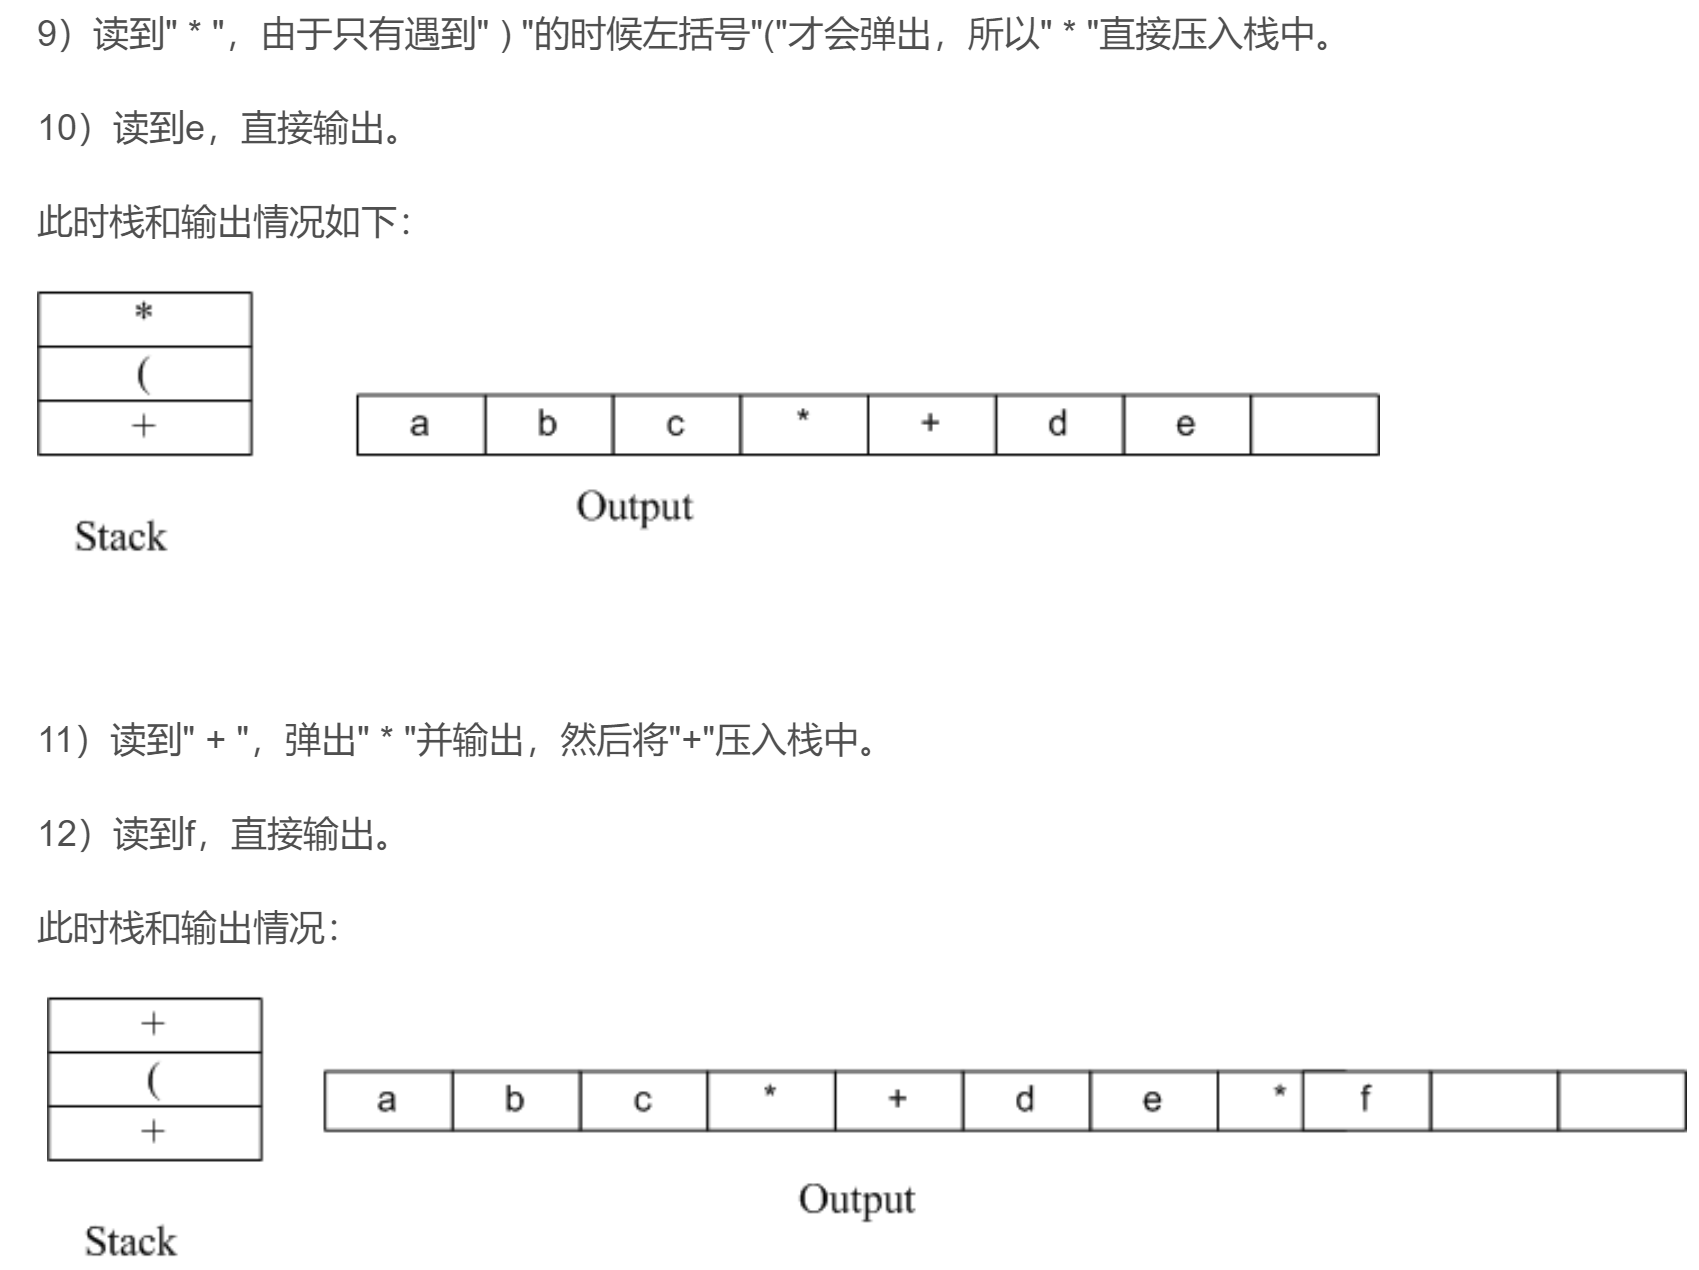 9）读到" * "，由于只有遇到" ) "的时候左括号"("才会弹出，所以" * "直接压入栈中。
10）读到e，直接输出。
此时栈和输出情况如下：
*
(
+
a b c * + d e
Output
Stack
11）读到" + "，弹出" * "并输出，然后将"+"压入栈中。
12）读到f，直接输出。
此时栈和输出情况：
+
(
+
a b c * + d e * f
Output
Stack